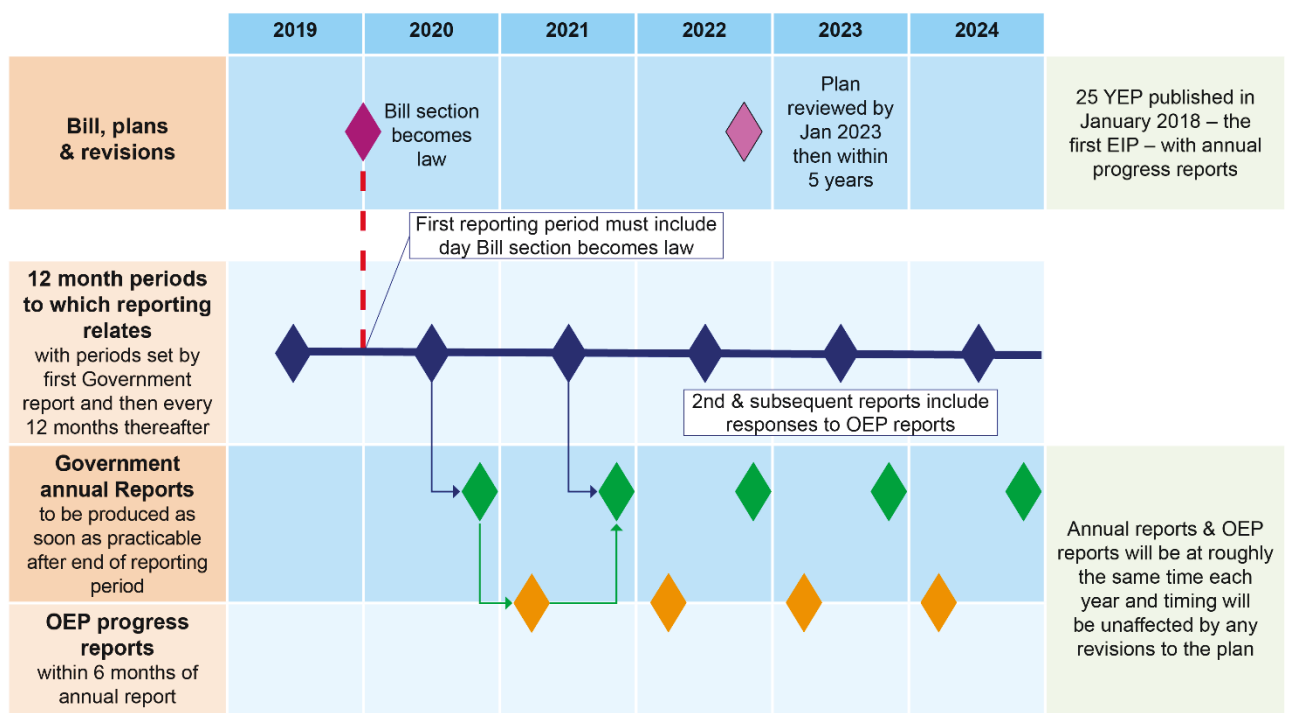 2019 2020 2021 2022 2023 2024
Bill, plans
& revisions
Bill section
becomes
law
Plan
reviewed by
Jan 2023
then within
5 years
25 YEP published in
January 2018 – the
first EIP – with annual
progress reports
First reporting period must include
day Bill section becomes law
12 month periods
to which reporting
relates
with periods set by
first Government
report and then every
12 months thereafter
2nd & subsequent reports include
responses to OEP reports
Government
annual Reports
to be produced as
soon as practicable
after end of reporting
period
Annual reports & OEP
reports will be at roughly
the same time each
year and timing will
be unaffected by any
revisions to the plan
OEP progress
reports
within 6 months of
annual report